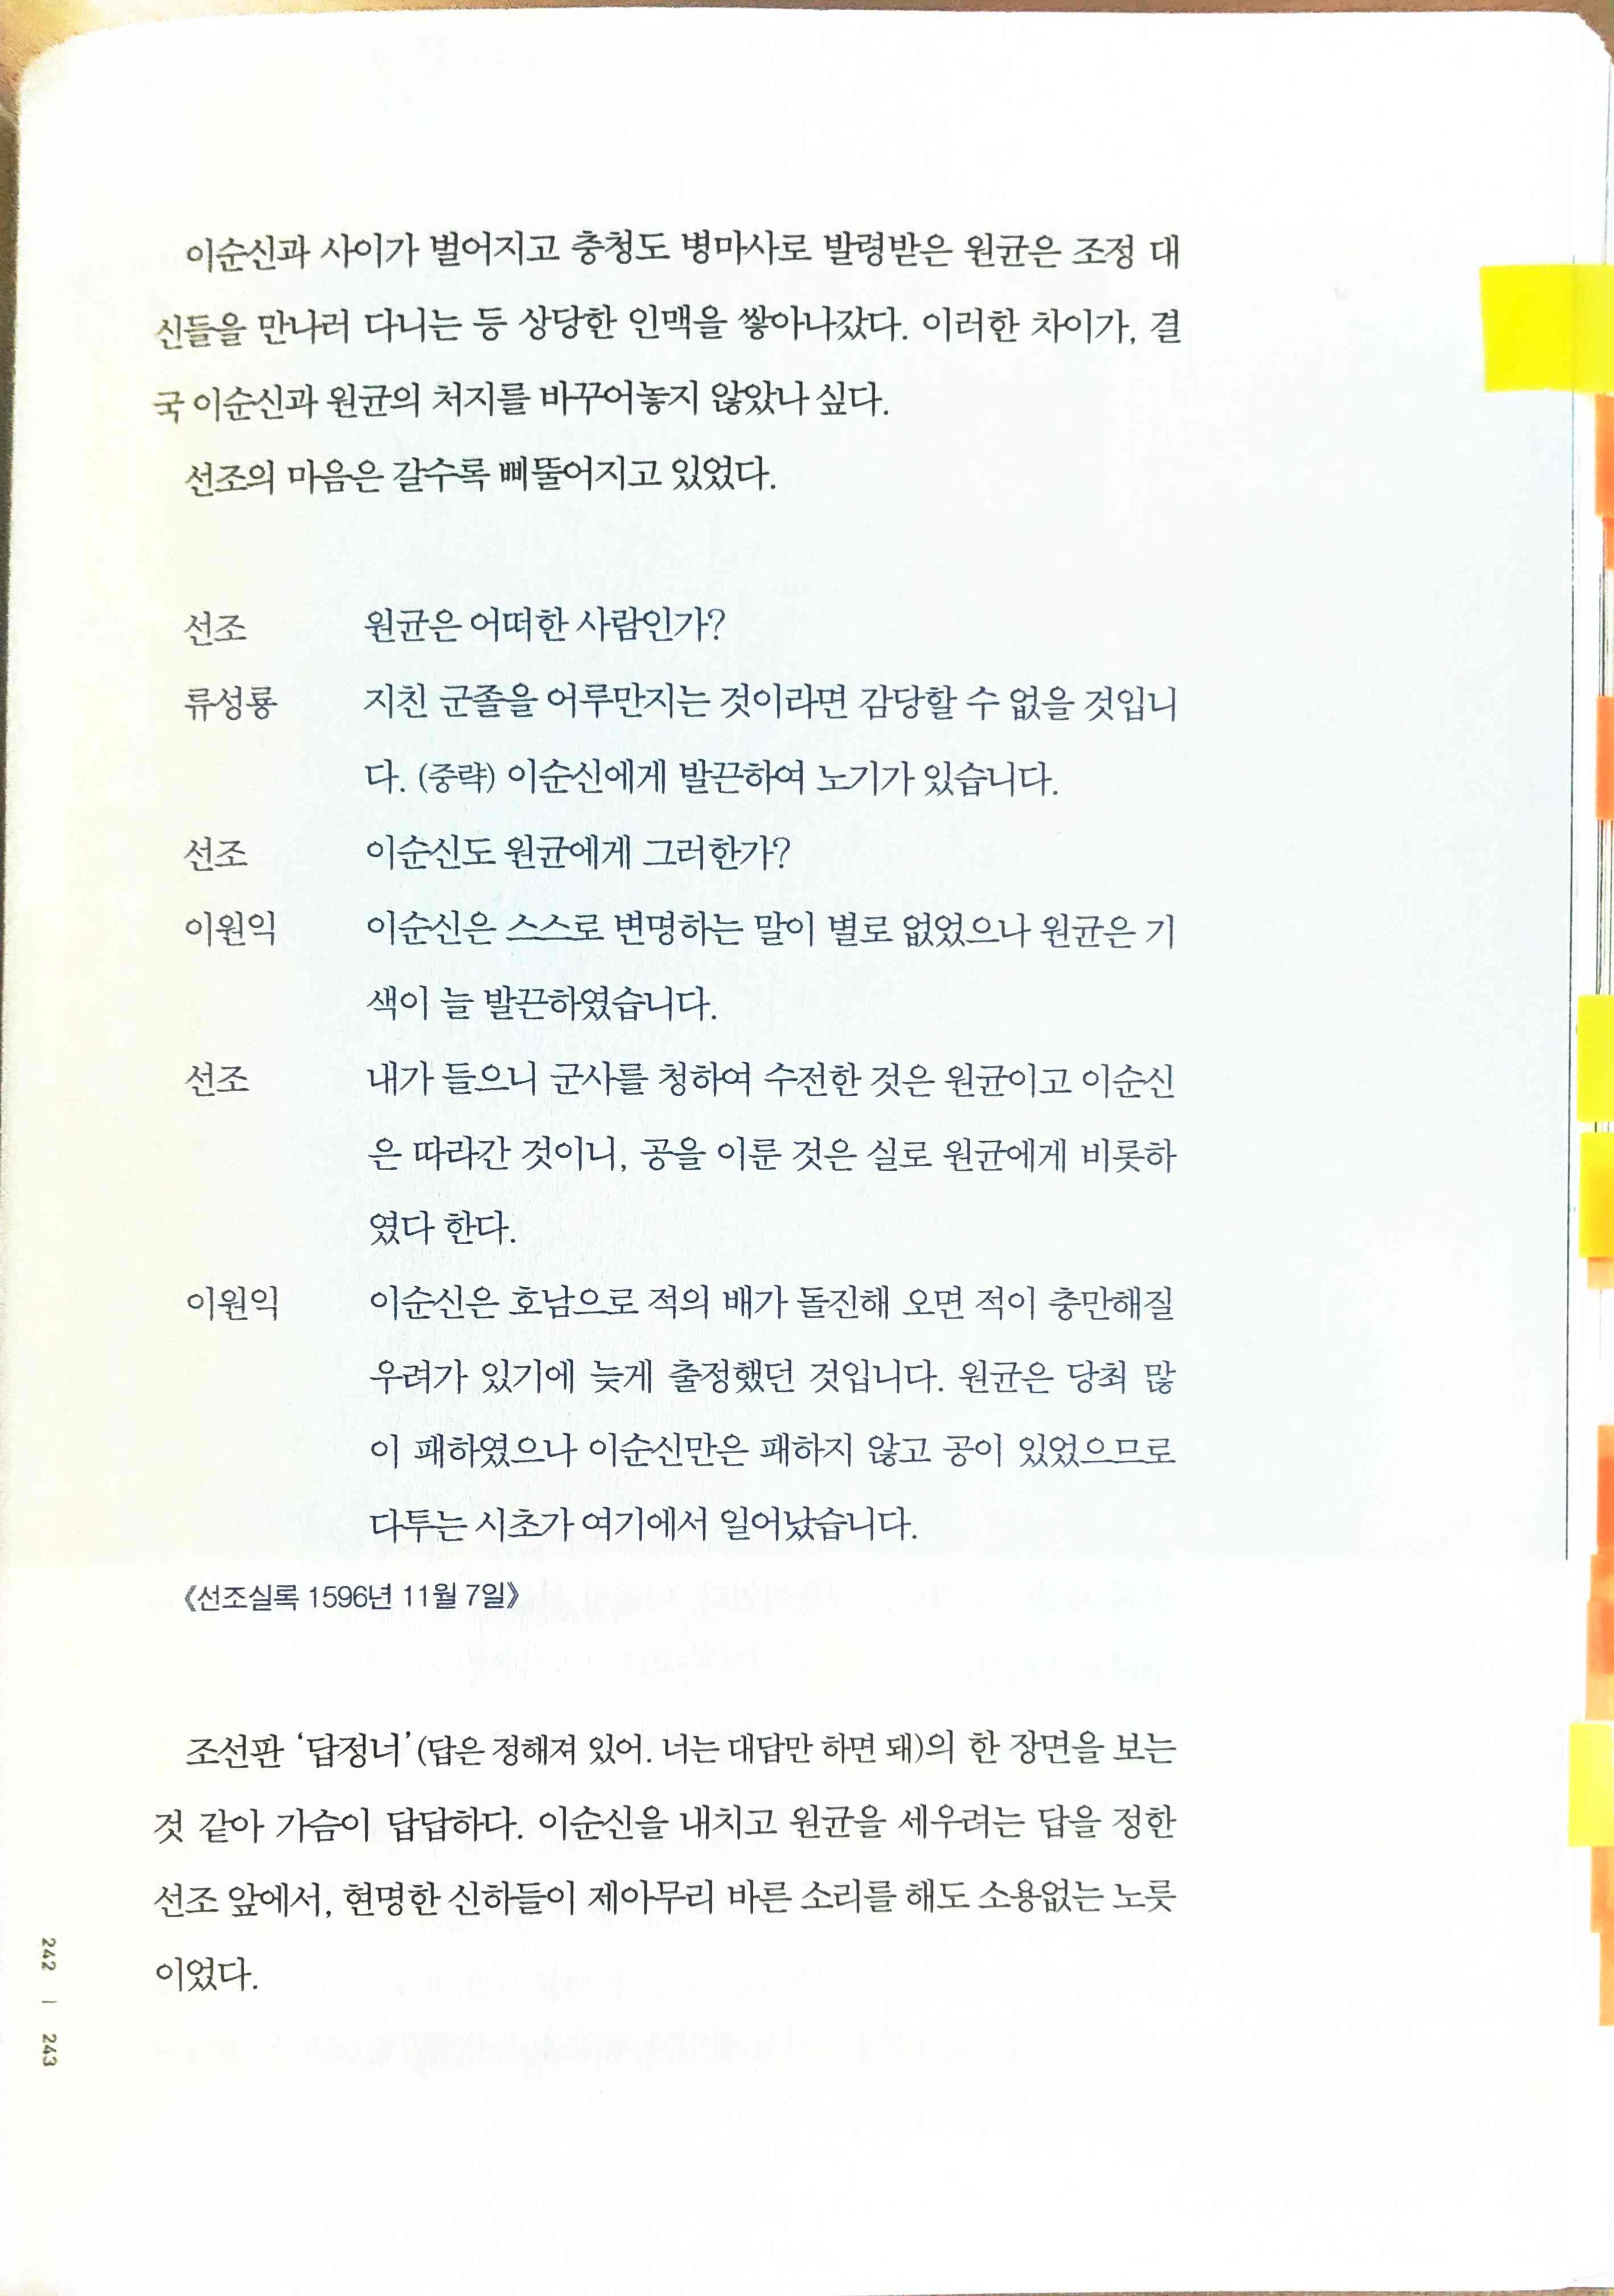 이순신과 사이가 벌어지고 충청도 병마사로 발령받은 원균은 조정 대
신들을 만나러 다니는 등 상당한 인맥을 쌓아나갔다. 이러한 차이가, 결
국 이순신과 원균의 처지를 바꾸어놓지 않았나 싶다.
선조의 마음은 갈수록 삐뚤어지고 있었다.
선조 원균은 어떠한 사람인가?
류성룡 지친 군졸을 어루만지는 것이라면 감당할 수 없을 것입니
다. (중략) 이순신에게 발끈하여 노기가 있습니다.
선조 이순신도 원균에게 그러한가?
이원익 이순신은 스스로 변명하는 말이 별로 없었으나 원균은 기
색이 늘 발끈하였습니다.
선조 내가 들으니 군사를 청하여 수전한 것은 원균이고 이순신
은 따라간 것이니, 공을 이룬 것은 실로 원균에게 비롯하
였다 한다.
이원익 이순신은 호남으로 적의 배가 돌진해 오면 적이 충만해질
우려가 있기에 늦게 출정했던 것입니다. 원균은 당최 많
이 패하였으나 이순신만은 패하지 않고 공이 있었으므로
다투는 시초가 여기에서 일어났습니다.
《선조실록 1596년 11월 7일》
조선판 ‘답정너’(답은 정해져 있어. 너는 대답만 하면 돼)의 한 장면을 보는
것 같아 가슴이 답답하다. 이순신을 내치고 원균을 세우려는 답을 정한
선조 앞에서, 현명한 신하들이 제아무리 바른 소리를 해도 소용없는 노릇
이었다.
242 | 243